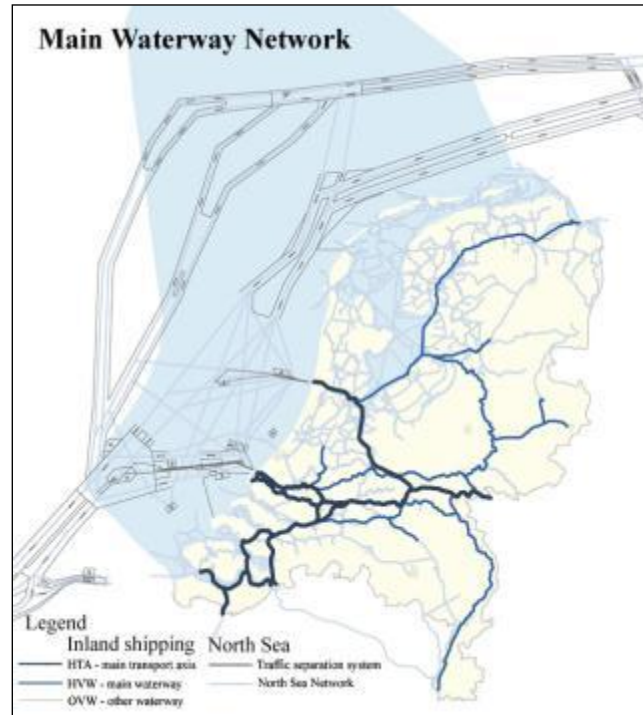 Main Waterway Network
Legend
Inland shipping
HTA - main transport axis
HVW - main waterway
OVW - other waterway
North Sea
Traffic separation system
North Sea Network